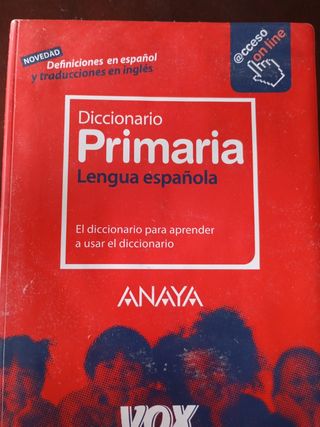 NOVEDAD
Definiciones en español
y traducciones en inglés
@cceso
on line
Diccionario
Primaria
Lengua española
El diccionario para aprender
a usar el diccionario
ANAYA
VOX